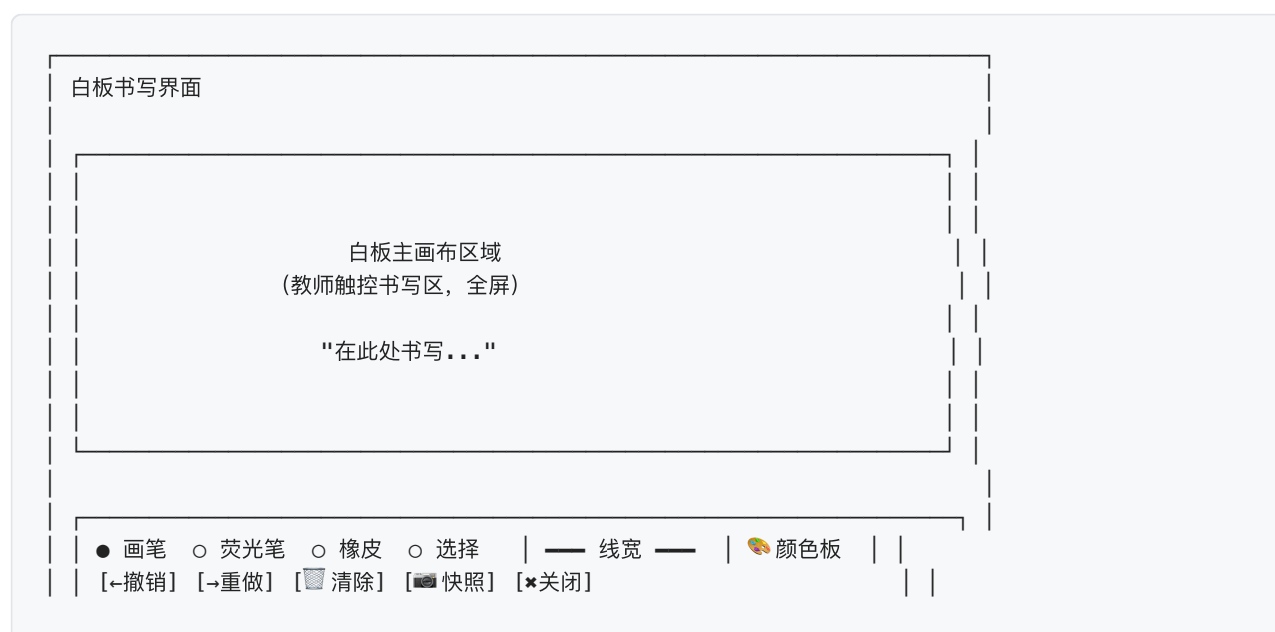 白板书写界面
白板主画布区域
（教师触控书写区，全屏）
"在此处书写..."
● 画笔 ○ 荧光笔 ○ 橡皮 ○ 选择 │ ━━━ 线宽 ━━━ │ 🎨 颜色板 │ │
[←撤销] [→重做] [🗑️ 清除] [📷 快照] [✖关闭]